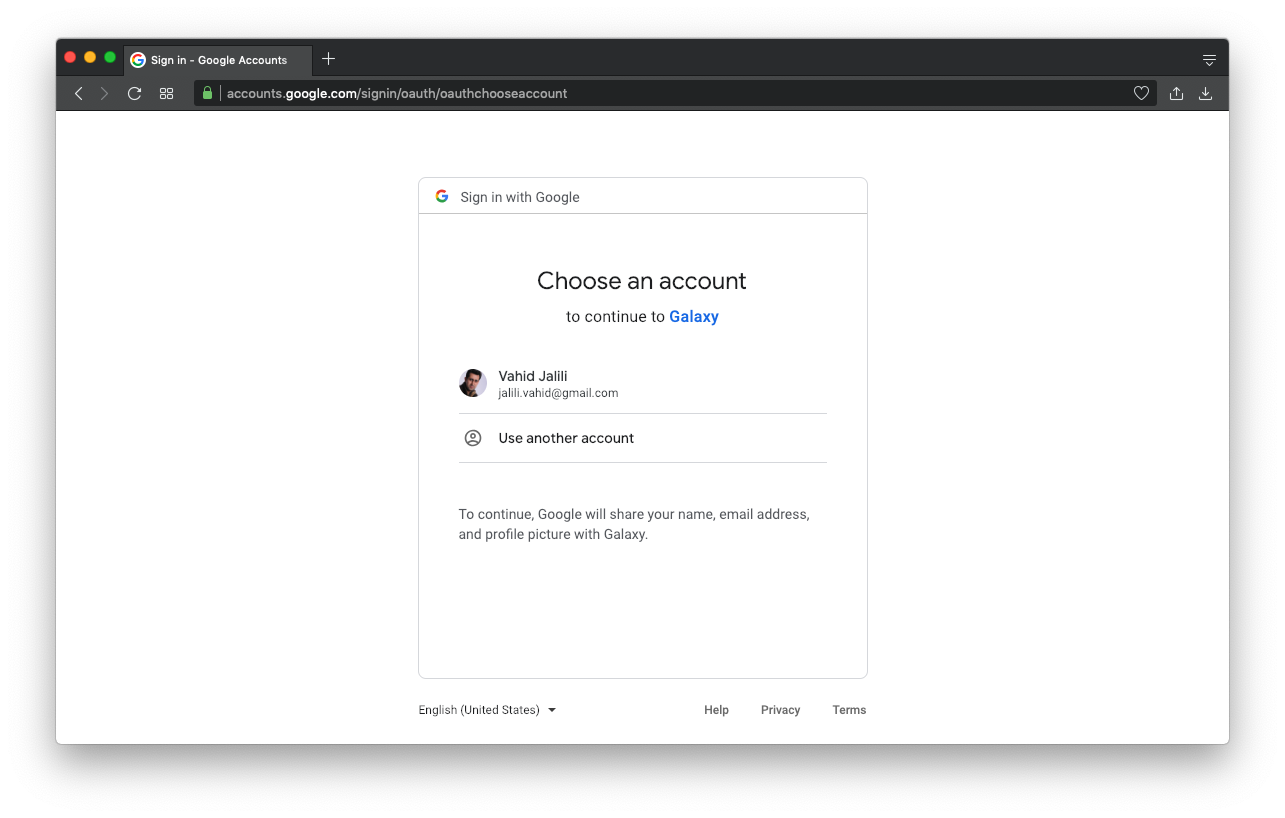 Sign in - Google Accounts
accounts.google.com/signin/oauth/oauthchooseaccount
Sign in with Google
Choose an account
to continue to Galaxy
Vahid Jalili
jalili.vahid@gmail.com
Use another account
To continue, Google will share your name, email address,
and profile picture with Galaxy.
English (United States) Help Privacy Terms